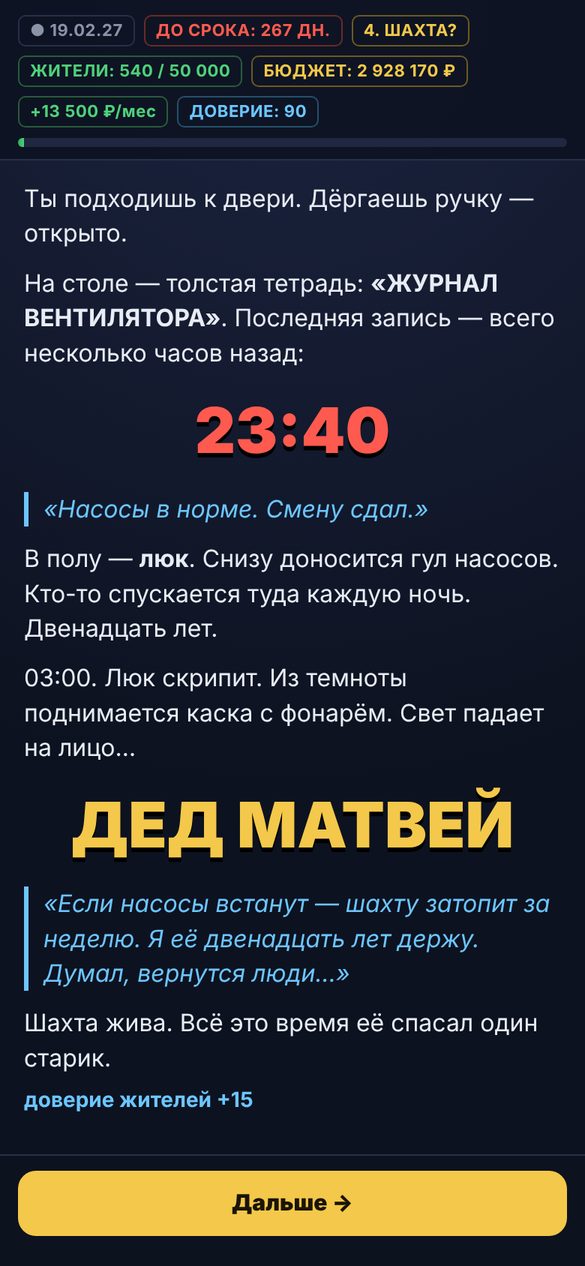 19.02.27
ДО СРОКА: 267 ДН.
4. ШАХТА?
ЖИТЕЛИ: 540 / 50 000
БЮДЖЕТ: 2 928 170 ₽
+13 500 ₽/мес
ДОВЕРИЕ: 90
Ты подходишь к двери. Дёргаешь ручку —
открыто.
На столе — толстая тетрадь: «ЖУРНАЛ
ВЕНТИЛЯТОРА». Последняя запись — всего
несколько часов назад:
23:40
«Насосы в норме. Смену сдал.»
В полу — люк. Снизу доносится гул насосов.
Кто-то спускается туда каждую ночь.
Двенадцать лет.
03:00. Люк скрипит. Из темноты
поднимается каска с фонарём. Свет падает
на лицо…
ДЕД МАТВЕЙ
«Если насосы встанут — шахту затопит за
неделю. Я её двенадцать лет держу.
Думал, вернутся люди…»
Шахта жива. Всё это время её спасал один
старик.
доверие жителей +15
Дальше →